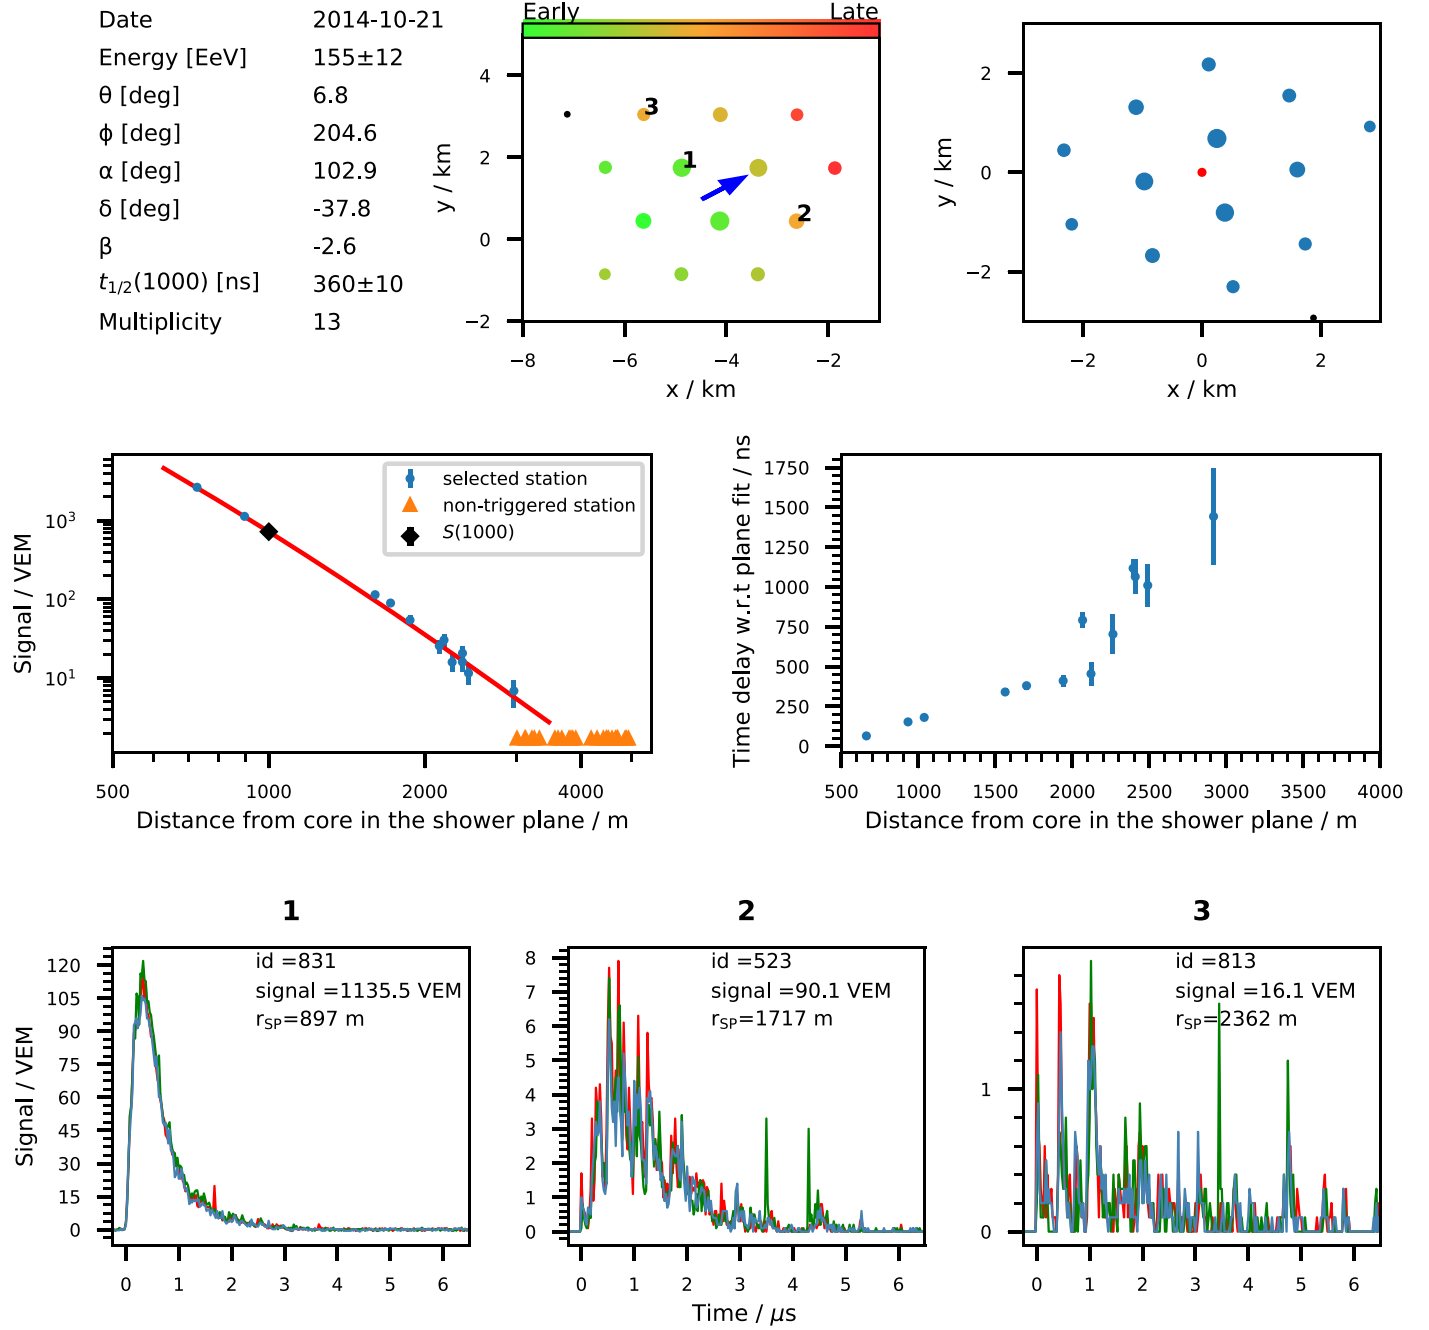 Date 2014-10-21
Energy [EeV] 155±12
θ [deg] 6.8
ϕ [deg] 204.6
α [deg] 102.9
δ [deg] -37.8
β -2.6
t1/2(1000) [ns] 360±10
Multiplicity 13
Early Late
4
2
0
−2
y / km
3
1
2
−8 −6 −4 −2
x / km
2
0
−2
y / km
−2 0 2
x / km
Signal / VEM
10^3
10^2
10^1
selected station
non-triggered station
S(1000)
500 1000 2000 4000
Distance from core in the shower plane / m
Time delay w.r.t plane fit / ns
1750
1500
1250
1000
750
500
250
0
500 1000 1500 2000 2500 3000 3500 4000
Distance from core in the shower plane / m
1
Signal / VEM
120
105
90
75
60
45
30
15
0
id =831
signal =1135.5 VEM
rSP=897 m
0 1 2 3 4 5 6
2
8
7
6
5
4
3
2
1
0
id =523
signal =90.1 VEM
rSP=1717 m
0 1 2 3 4 5 6
Time / μs
3
1
0
id =813
signal =16.1 VEM
rSP=2362 m
0 1 2 3 4 5 6